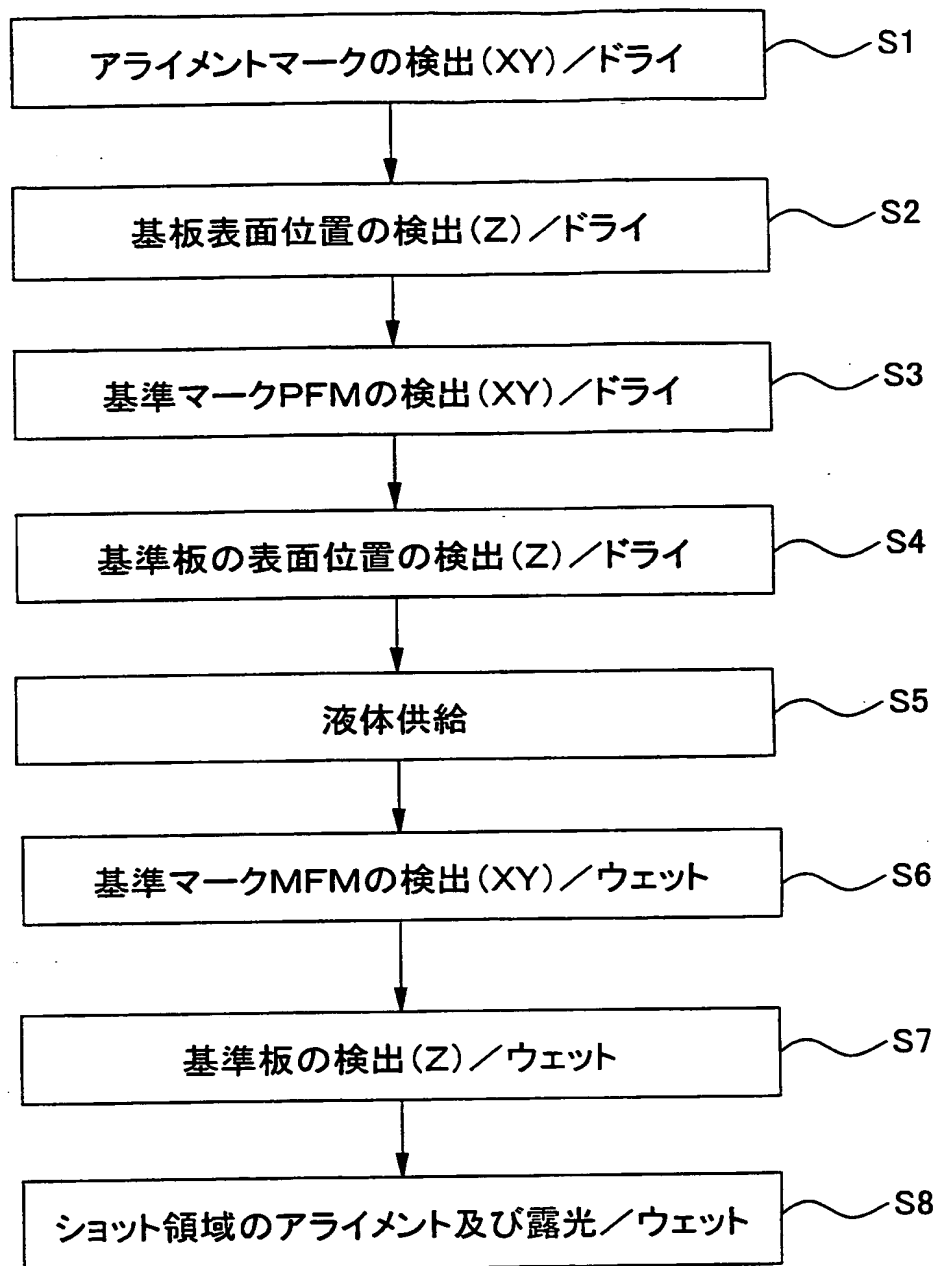 アライメントマークの検出(XY)／ドライ S1
基板表面位置の検出(Z)／ドライ S2
基準マークPFMの検出(XY)／ドライ S3
基準板の表面位置の検出(Z)／ドライ S4
液体供給 S5
基準マークMFMの検出(XY)／ウェット S6
基準板の検出(Z)／ウェット S7
ショット領域のアライメント及び露光／ウェット S8